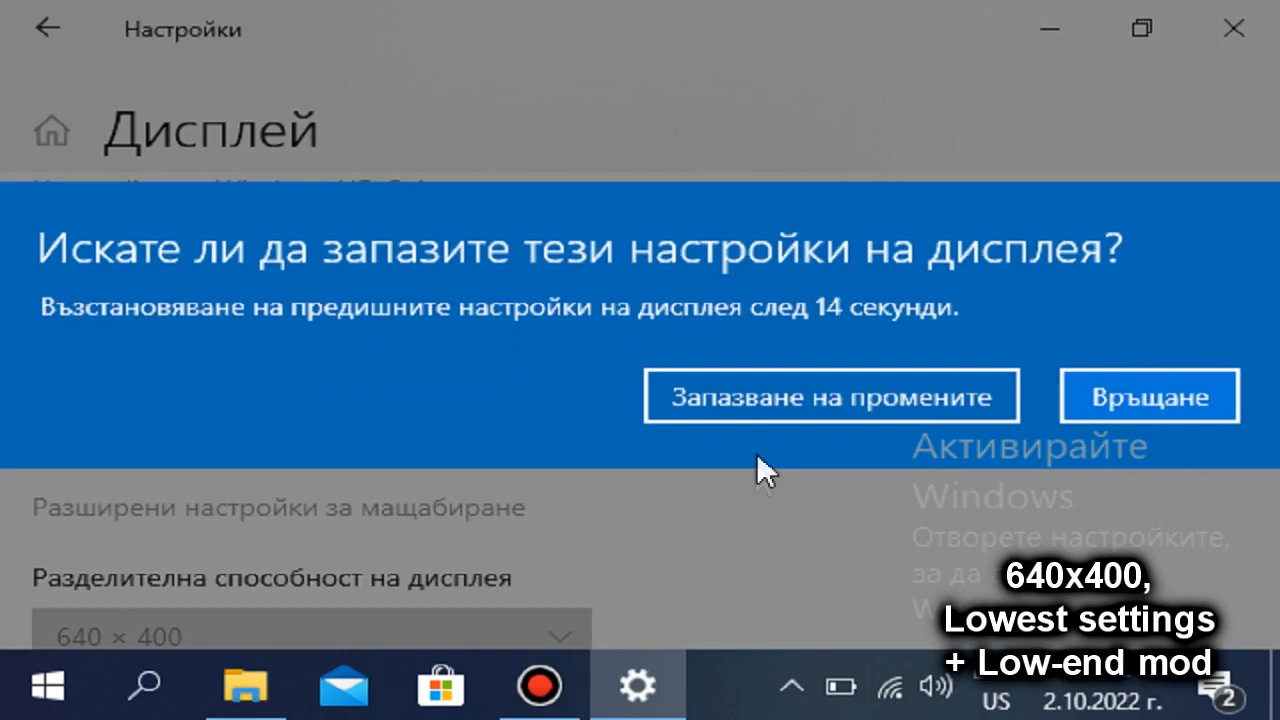 Настройки
Дисплей
Искате ли да запазите тези настройки на дисплея?
Възстановяване на предишните настройки на дисплея след 14 секунди.
Запазване на промените
Връщане
Активирайте
Windows
Отворете настройките,
за да
Разширени настройки за мащабиране
Разделителна способност на дисплея
640 × 400
640x400,
Lowest settings
+ Low-end mod
US
2.10.2022 г.
2